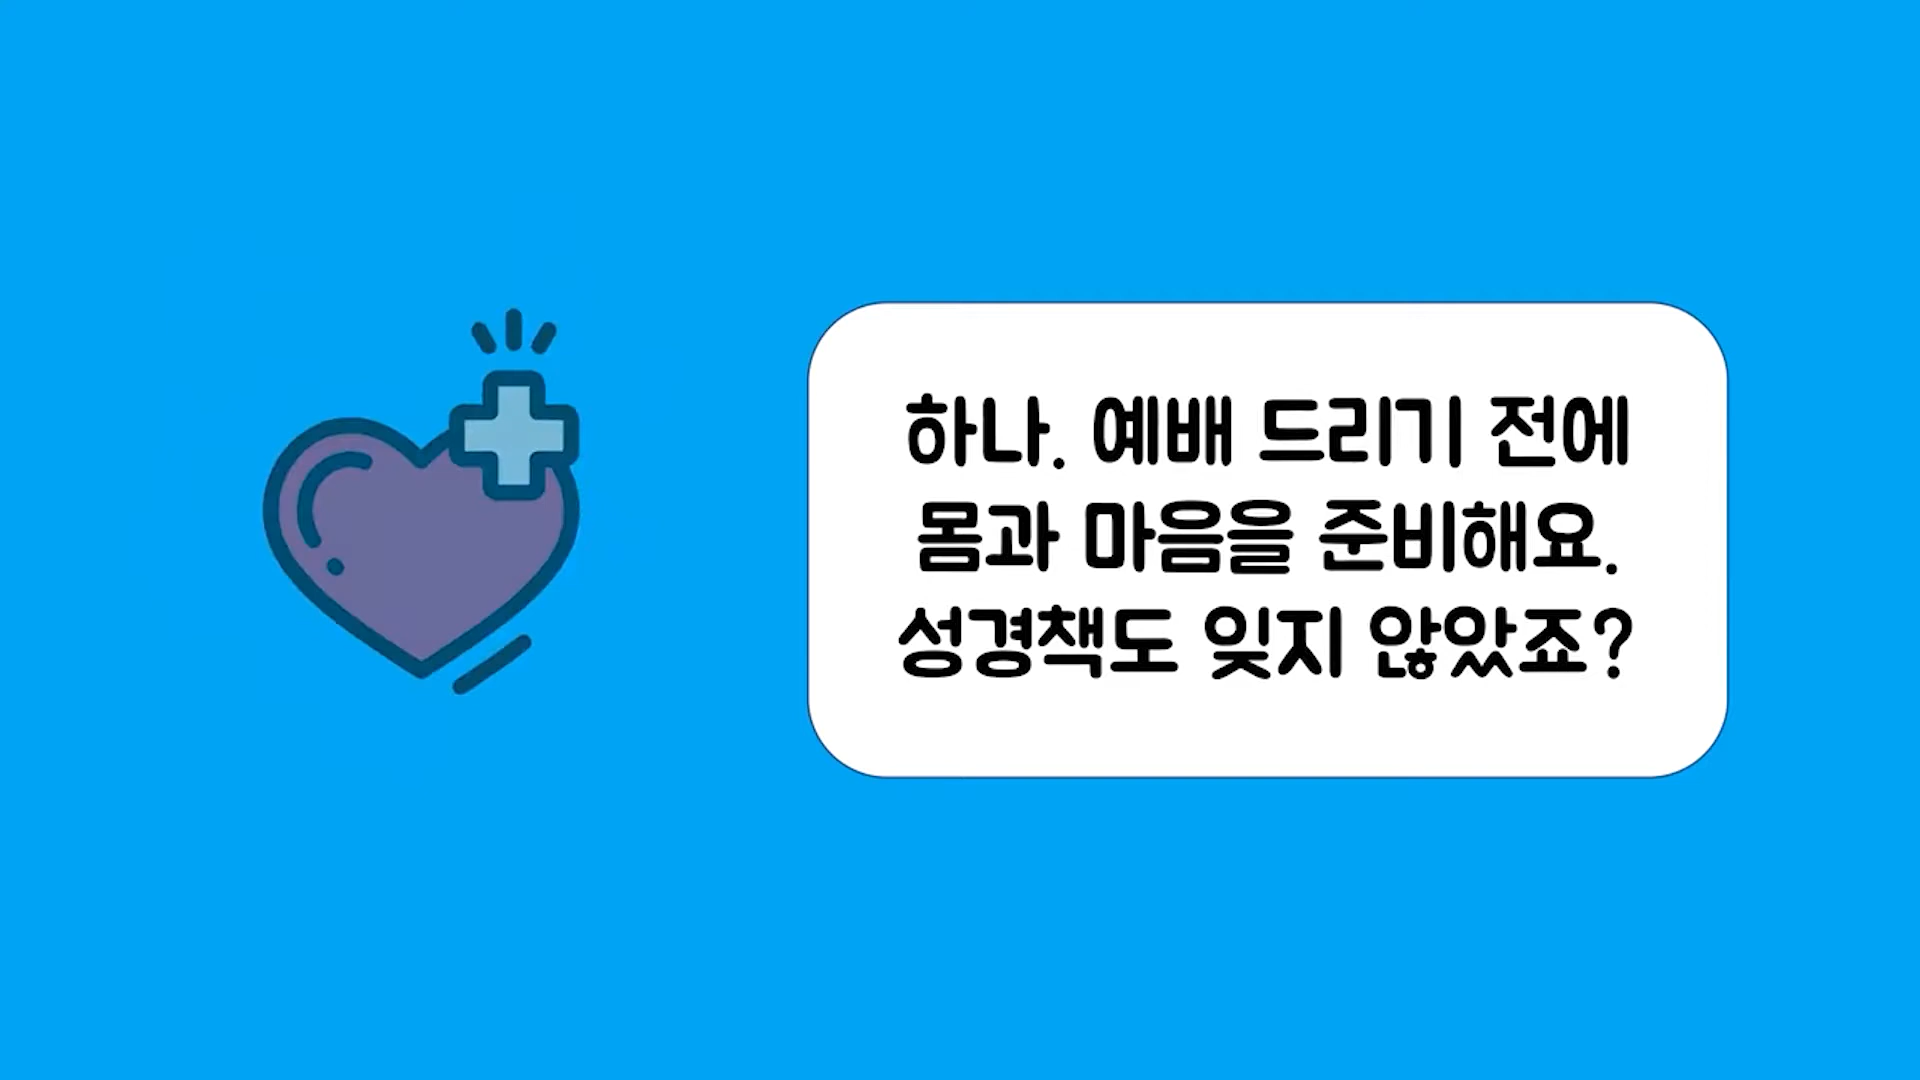 하나. 예배 드리기 전에
몸과 마음을 준비해요.
성경책도 잊지 않았죠?